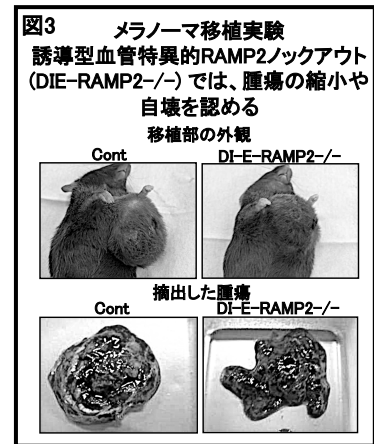 図3
メラノーマ移植実験
誘導型血管特異的RAMP2ノックアウト
(DIE-RAMP2-/-) では、腫瘍の縮小や
自壊を認める
移植部の外観
Cont DI-E-RAMP2-/-
摘出した腫瘍
Cont DI-E-RAMP2-/-